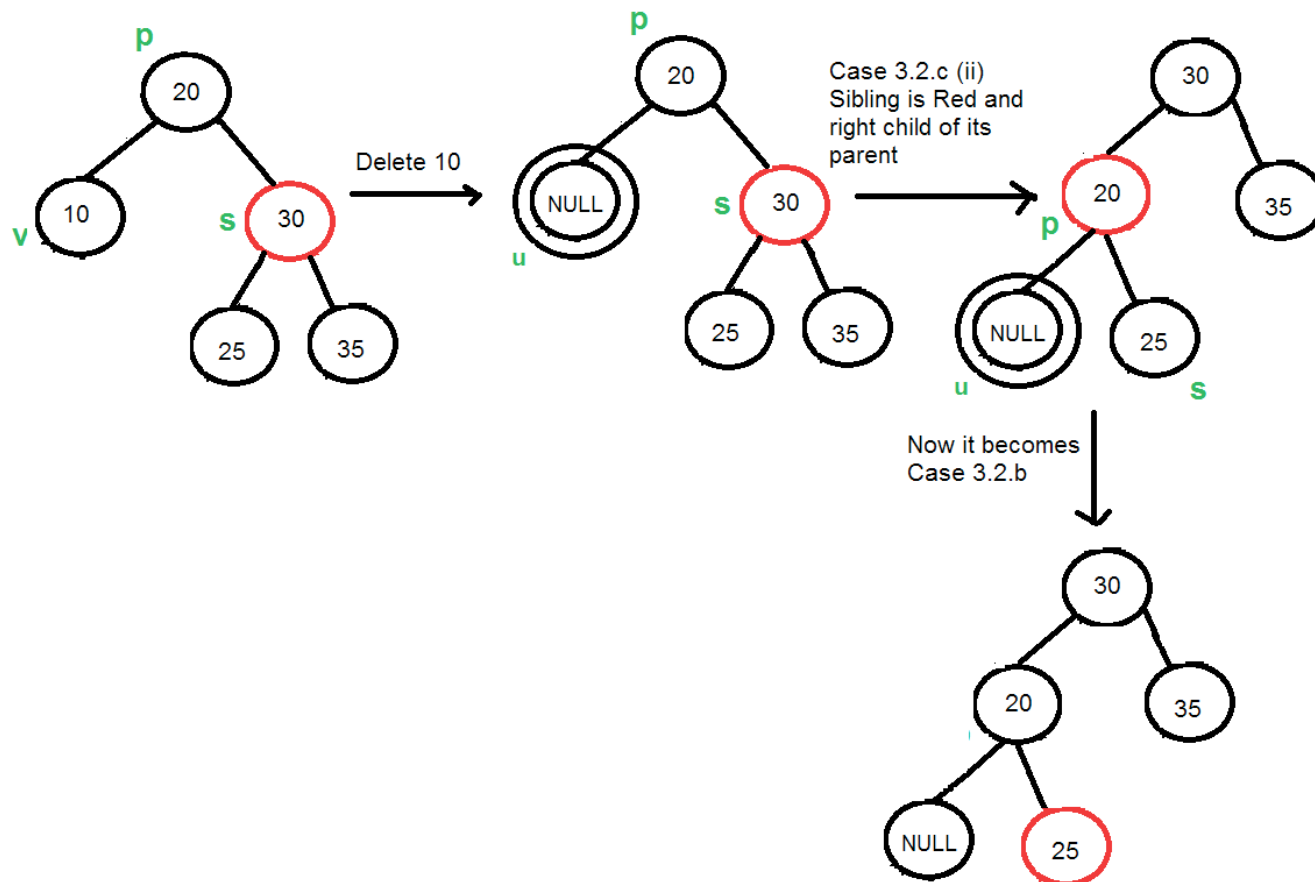 p
20
10
v
s
30
25
35
Delete 10
p
20
NULL
u
s
30
25
35
Case 3.2.c (ii)
Sibling is Red and
right child of its
parent
30
20
p
35
NULL
u
25
s
Now it becomes
Case 3.2.b
30
20
35
NULL
25